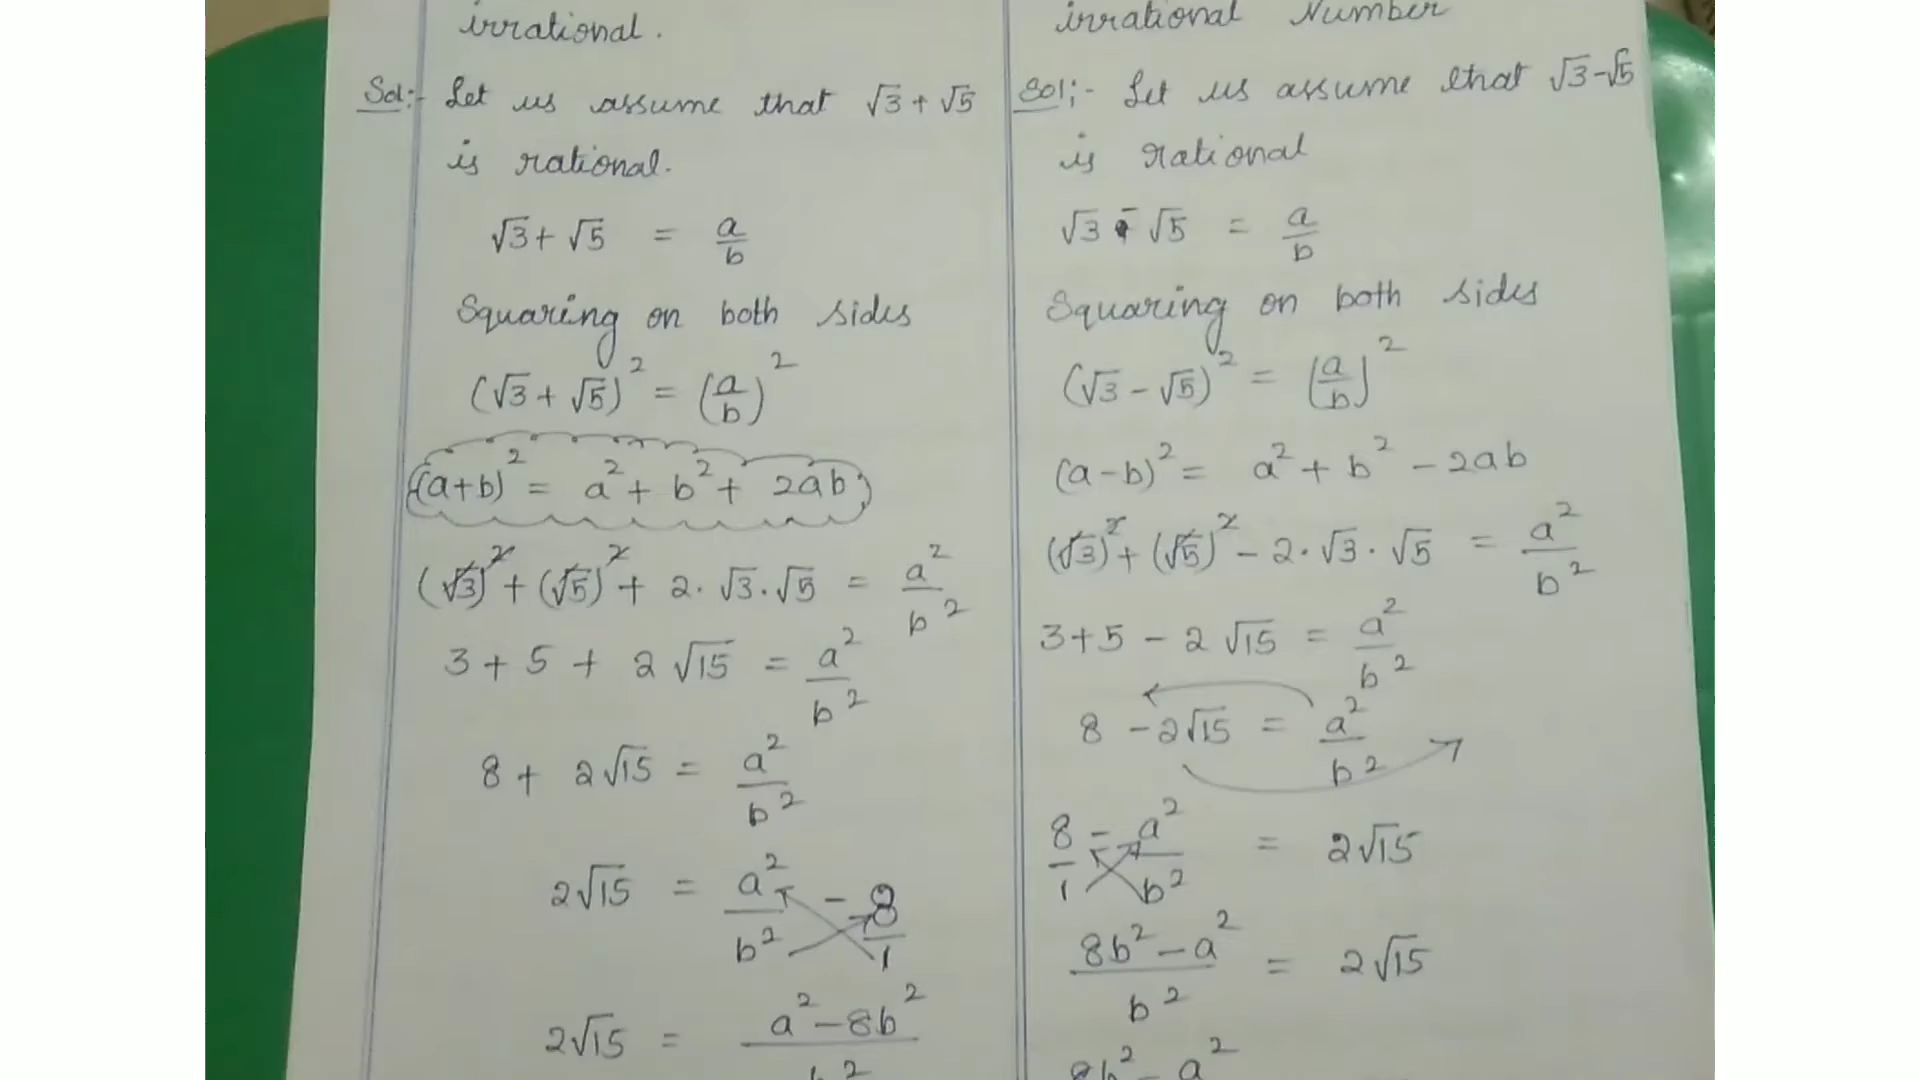 irrational.
Sol:- Let us assume that √3 + √5
is rational.
√3 + √5 = a/b
Squaring on both sides
(√3 + √5)² = (a/b)²
(a+b)² = a² + b² + 2ab
(√3)² + (√5)² + 2·√3·√5 = a²/b²
3 + 5 + 2√15 = a²/b²
8 + 2√15 = a²/b²
2√15 = a²/b² - 8/1
2√15 = a² - 8b² / b²
irrational Number
Sol:- Let us assume that √3-√5
is rational
√3 - √5 = a/b
Squaring on both sides
(√3 - √5)² = (a/b)²
(a-b)² = a² + b² - 2ab
(√3)² + (√5)² - 2·√3·√5 = a²/b²
3+5 - 2√15 = a²/b²
8 - 2√15 = a²/b²
8/1 - a²/b² = 2√15
8b² - a² / b² = 2√15
8b² - a²